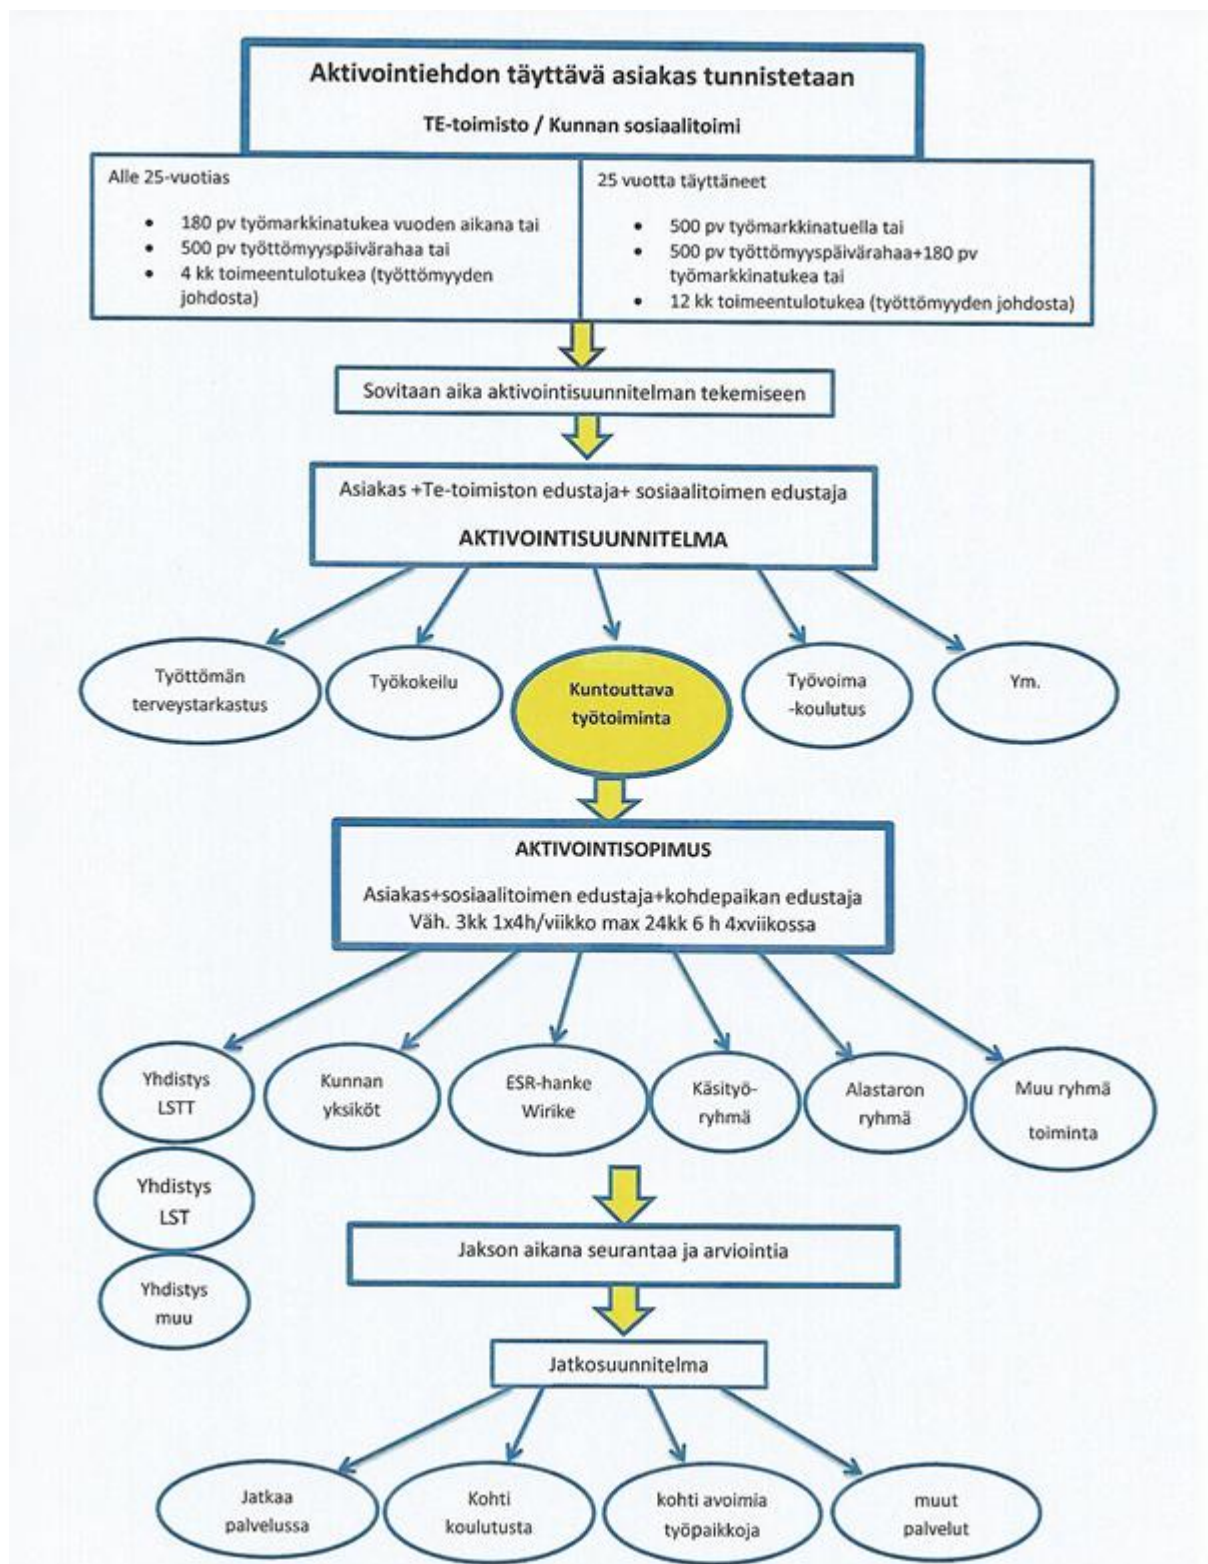 Aktivointiehdon täyttävä asiakas tunnistetaan
TE-toimisto / Kunnan sosiaalitoimi
Alle 25-vuotias
• 180 pv työmarkkinatukea vuoden aikana tai
• 500 pv työttömyyspäivärahaa tai
• 4 kk toimeentulotukea (työttömyyden
johdosta)
25 vuotta täyttäneet
• 500 pv työmarkkinatuella tai
• 500 pv työttömyyspäivärahaa+180 pv
työmarkkinatukea tai
• 12 kk toimeentulotukea (työttömyyden johdosta)
Sovitaan aika aktivointisuunnitelman tekemiseen
Asiakas +Te-toimiston edustaja+ sosiaalitoimen edustaja
AKTIVOINTISUUNNITELMA
Työttömän
terveystarkastus
Työkokeilu
Kuntouttava
työtoiminta
Työvoima
-koulutus
Ym.
AKTIVOINTISOPIMUS
Asiakas+sosiaalitoimen edustaja+kohdepaikan edustaja
Väh. 3kk 1x4h/viikko max 24kk 6 h 4xviikossa
Yhdistys
LSTT
Kunnan
yksiköt
ESR-hanke
Wirike
Käsityö-
ryhmä
Alastaron
ryhmä
Muu ryhmä
toiminta
Yhdistys
LST
Yhdistys
muu
Jakson aikana seurantaa ja arviointia
Jatkosuunnitelma
Jatkaa
palvelussa
Kohti
koulutusta
kohti avoimia
työpaikkoja
muut
palvelut